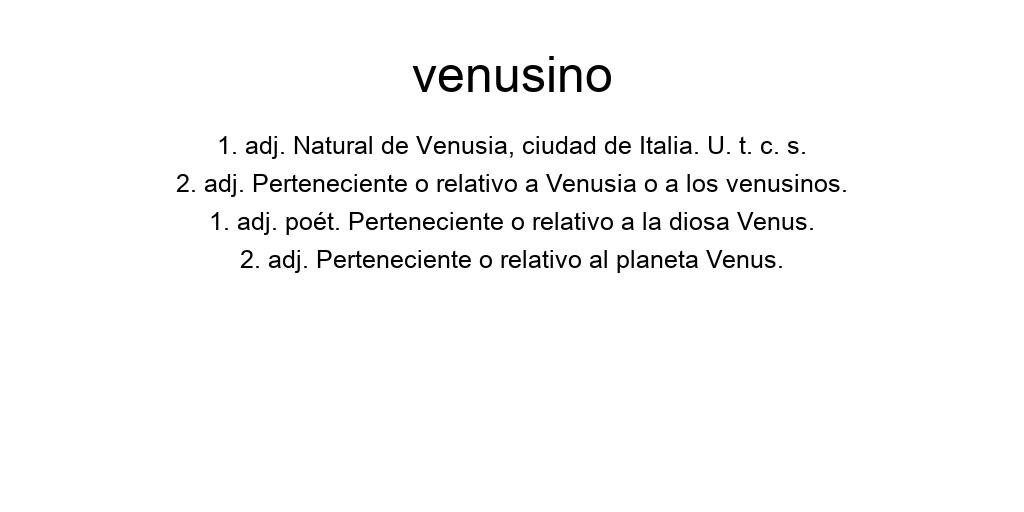 venusino
1. adj. Natural de Venusia, ciudad de Italia. U. t. c. s.
2. adj. Perteneciente o relativo a Venusia o a los venusinos.
1. adj. poét. Perteneciente o relativo a la diosa Venus.
2. adj. Perteneciente o relativo al planeta Venus.